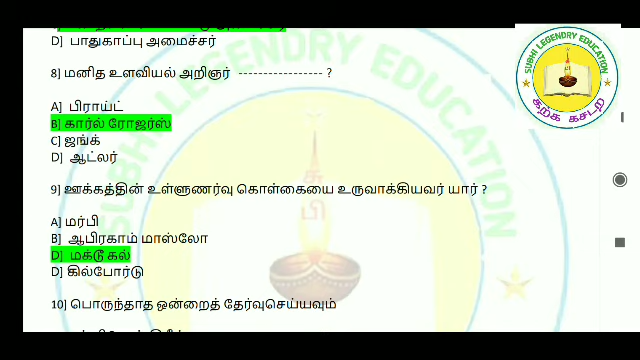 D] பாதுகாப்பு அமைச்சர்
8] மனித உளவியல் அறிஞர் ---------------- ?
A] பிராய்ட்
B] கார்ல் ரோஜர்ஸ்
C] ஜங்க்
D] ஆட்லர்
9] ஊக்கத்தின் உள்ளுணர்வு கொள்கையை உருவாக்கியவர் யார் ?
A] மர்பி
B] ஆபிரகாம் மாஸ்லோ
D] மக்டூகல்
D] கில்போர்டு
10] பொருந்தாத ஒன்றைத் தேர்வுசெய்யவும்
SUBHI LEGENDRY EDUCATION
கற்க கசடற